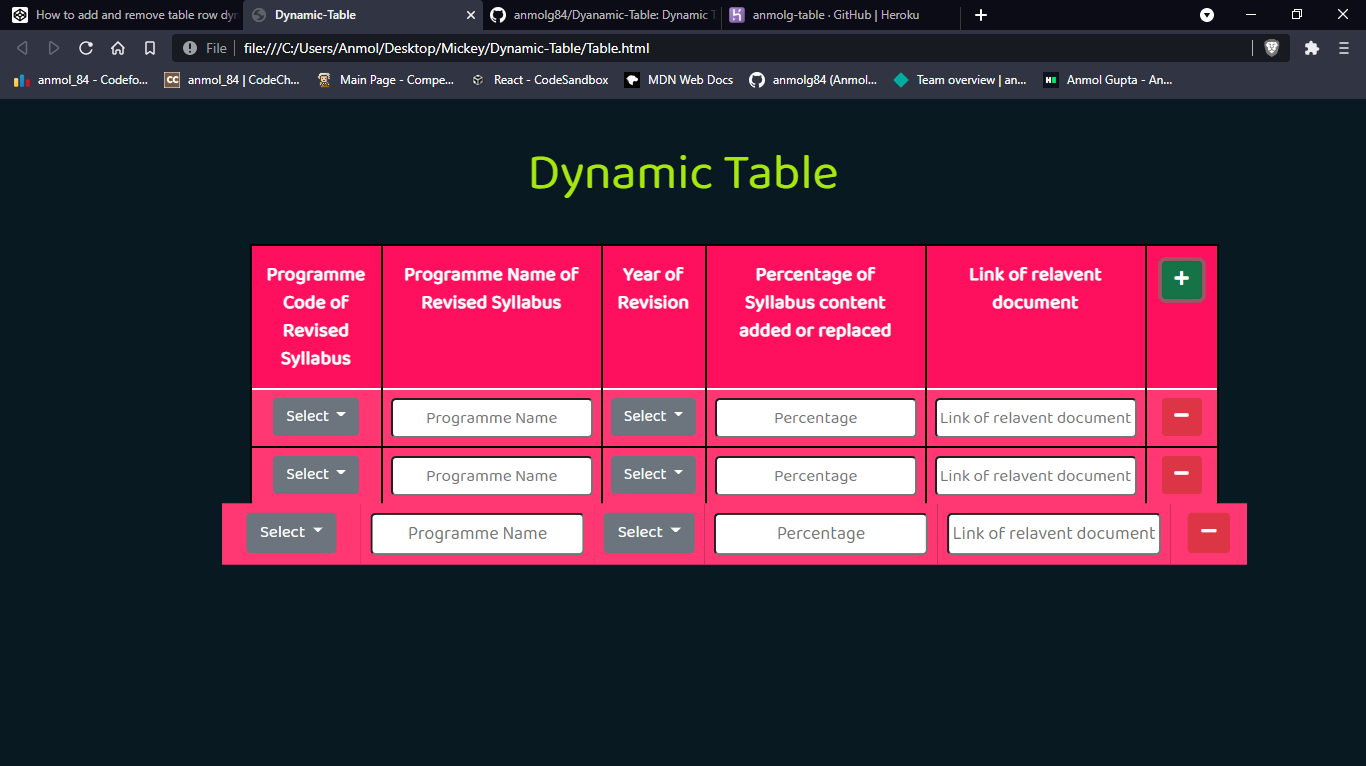 How to add and remove table row dyn
Dynamic-Table
anmolg84/Dyanamic-Table: Dynamic T
anmolg-table · GitHub | Heroku
File
file:///C:/Users/Anmol/Desktop/Mickey/Dynamic-Table/Table.html
anmol_84 - Codefo...
CC
anmol_84 | CodeCh...
Main Page - Compe...
React - CodeSandbox
MDN Web Docs
anmolg84 (Anmol...
Team overview | an...
Anmol Gupta - An...
Dynamic Table
Programme
Code of
Revised
Syllabus
Programme Name of
Revised Syllabus
Year of
Revision
Percentage of
Syllabus content
added or replaced
Link of relavent
document
+
Select
Programme Name
Select
Percentage
Link of relavent document
Select
Programme Name
Select
Percentage
Link of relavent document
Select
Programme Name
Select
Percentage
Link of relavent document